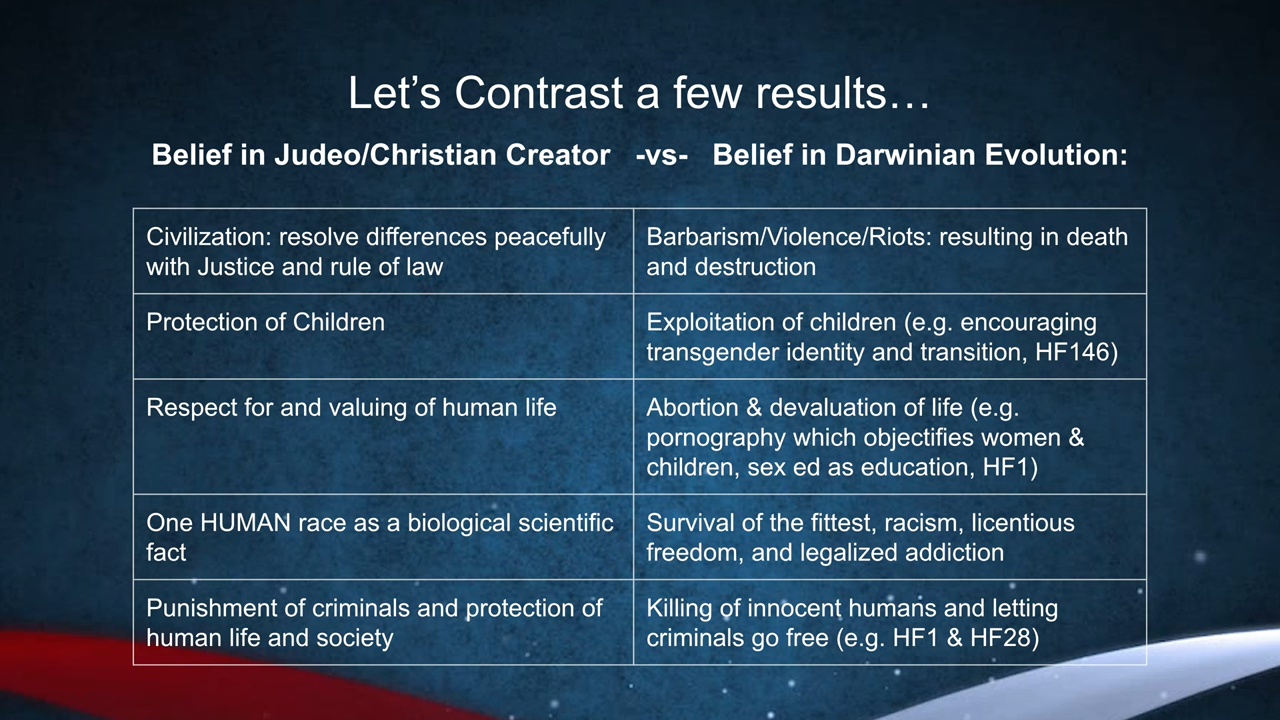 Let’s Contrast a few results…
Belief in Judeo/Christian Creator -vs- Belief in Darwinian Evolution:
Civilization: resolve differences peacefully
with Justice and rule of law
Barbarism/Violence/Riots: resulting in death
and destruction
Protection of Children
Exploitation of children (e.g. encouraging
transgender identity and transition, HF146)
Respect for and valuing of human life
Abortion & devaluation of life (e.g.
pornography which objectifies women &
children, sex ed as education, HF1)
One HUMAN race as a biological scientific
fact
Survival of the fittest, racism, licentious
freedom, and legalized addiction
Punishment of criminals and protection of
human life and society
Killing of innocent humans and letting
criminals go free (e.g. HF1 & HF28)